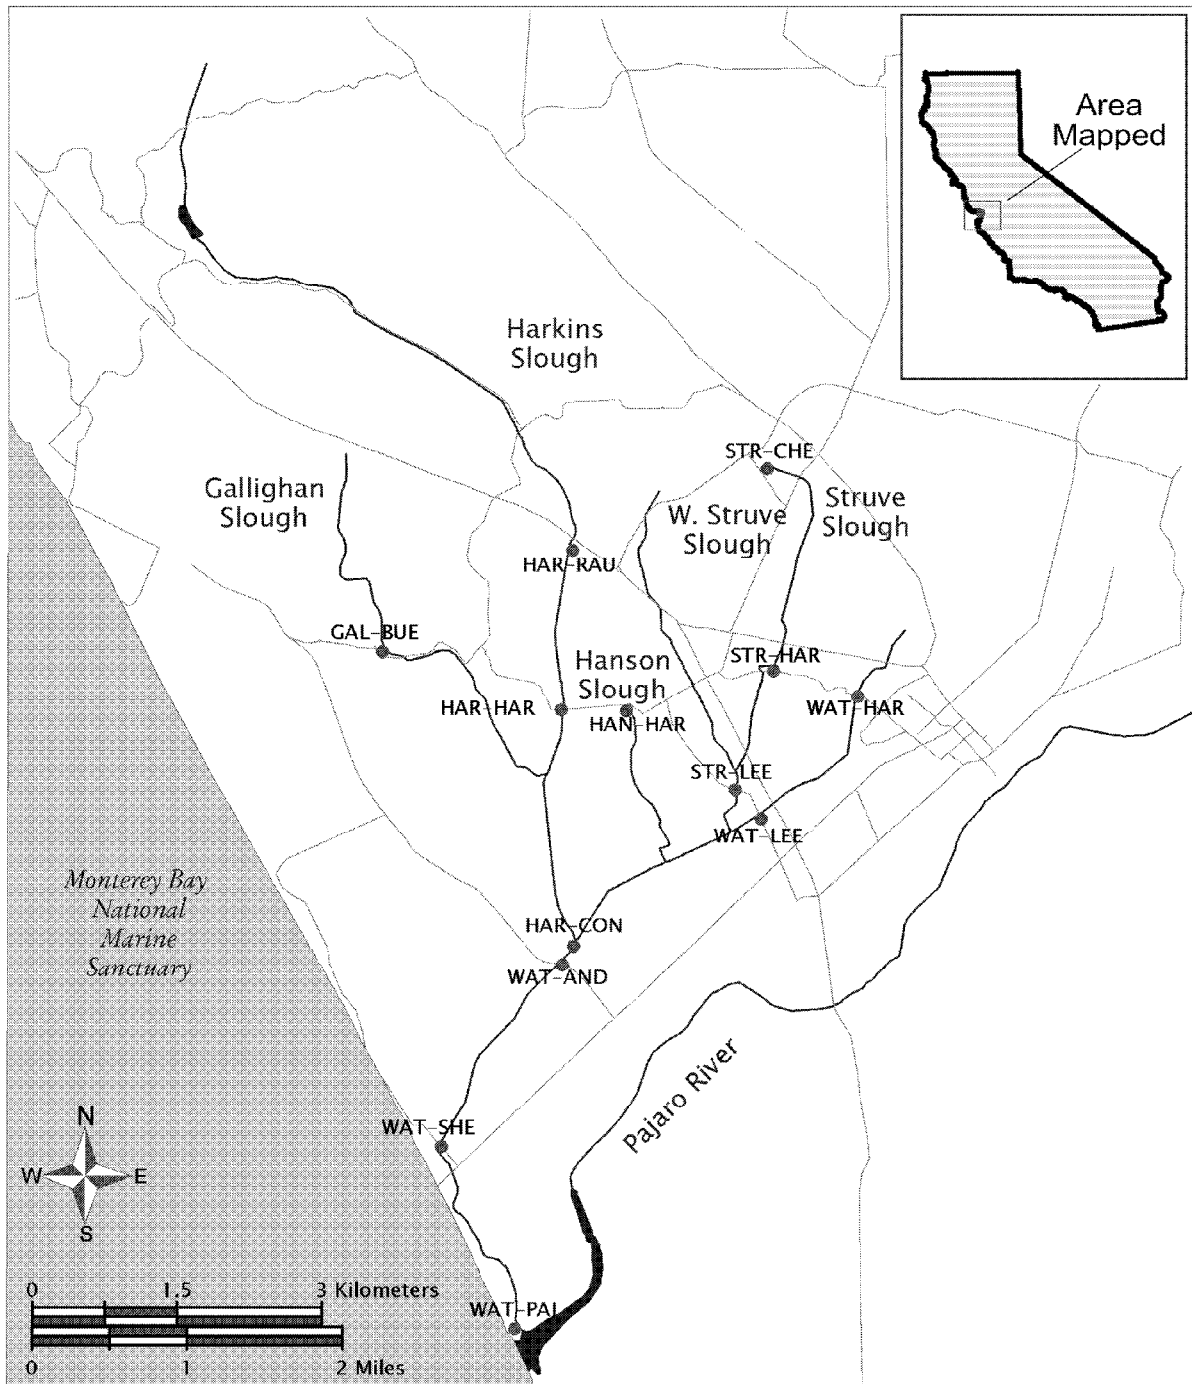 Area
Mapped
Harkins
Slough
STR-CHE
Gallighan
Slough
Struve
Slough
W. Struve
Slough
HAR-RAU
GAL-BUE
STR-HAR
Hanson
Slough
HAR-HAR
WAT-HAR
HAN-HAR
STR-LEE
WAT-LEE
Monterey Bay
National
Marine
Sanctuary
HAR-CON
WAT-AND
Pajaro River
WAT-SHE
N
W
E
S
0
1.5
3 Kilometers
WAT-PAJ
0
1
2 Miles